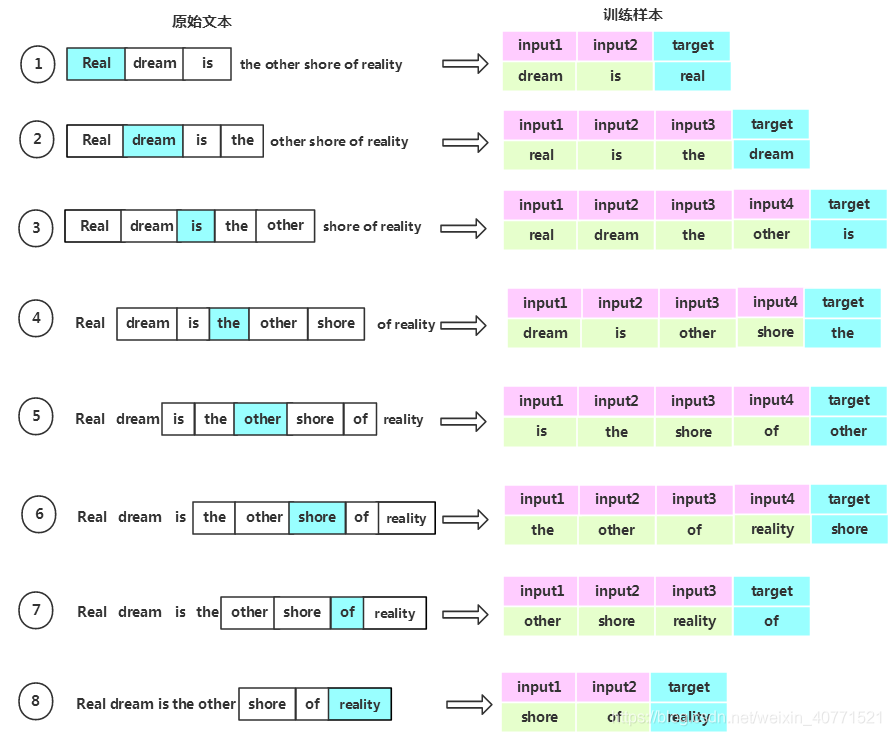 原始文本 训练样本
1 Real dream is the other shore of reality
input1 input2 target
dream is real
2 Real dream is the other shore of reality
input1 input2 input3 target
real is the dream
3 Real dream is the other shore of reality
input1 input2 input3 input4 target
real dream the other is
4 Real dream is the other shore of reality
input1 input2 input3 input4 target
dream is other shore the
5 Real dream is the other shore of reality
input1 input2 input3 input4 target
is the shore of other
6 Real dream is the other shore of reality
input1 input2 input3 input4 target
the other of reality shore
7 Real dream is the other shore of reality
input1 input2 input3 target
other shore reality of
8 Real dream is the other shore of reality
input1 input2 target
shore of reality
https://blog.csdn.net/weixin_40771521